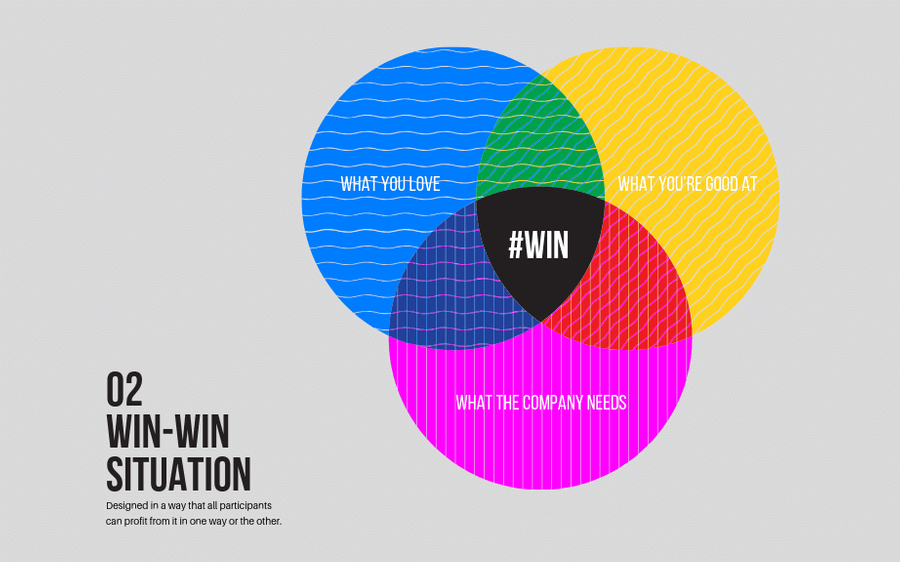 WHAT YOU LOVE
WHAT YOU'RE GOOD AT
#WIN
WHAT THE COMPANY NEEDS
02
WIN-WIN
SITUATION
Designed in a way that all participants
can profit from it in one way or the other.